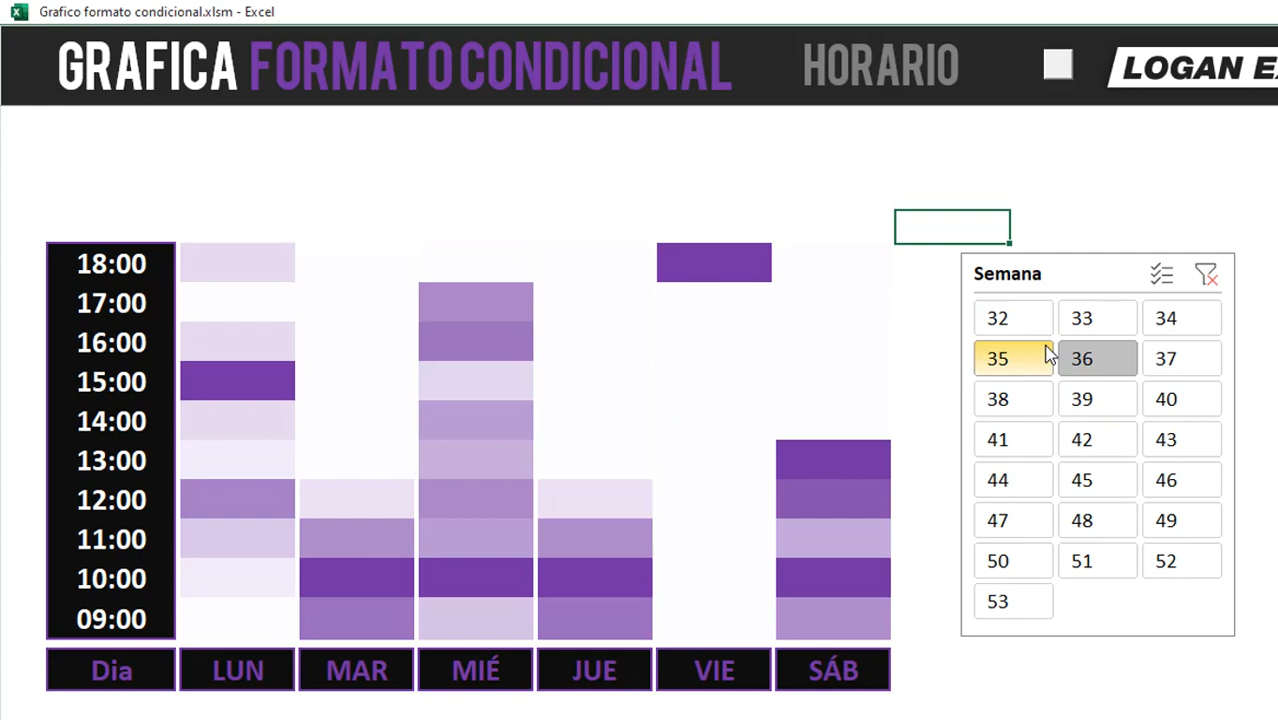 Grafico formato condicional.xlsm - Excel
GRAFICA FORMATO CONDICIONAL HORARIO LOGAN
18:00
17:00
16:00
15:00
14:00
13:00
12:00
11:00
10:00
09:00
Dia LUN MAR MIÉ JUE VIE SÁB
Semana
32 33 34
35 36 37
38 39 40
41 42 43
44 45 46
47 48 49
50 51 52
53